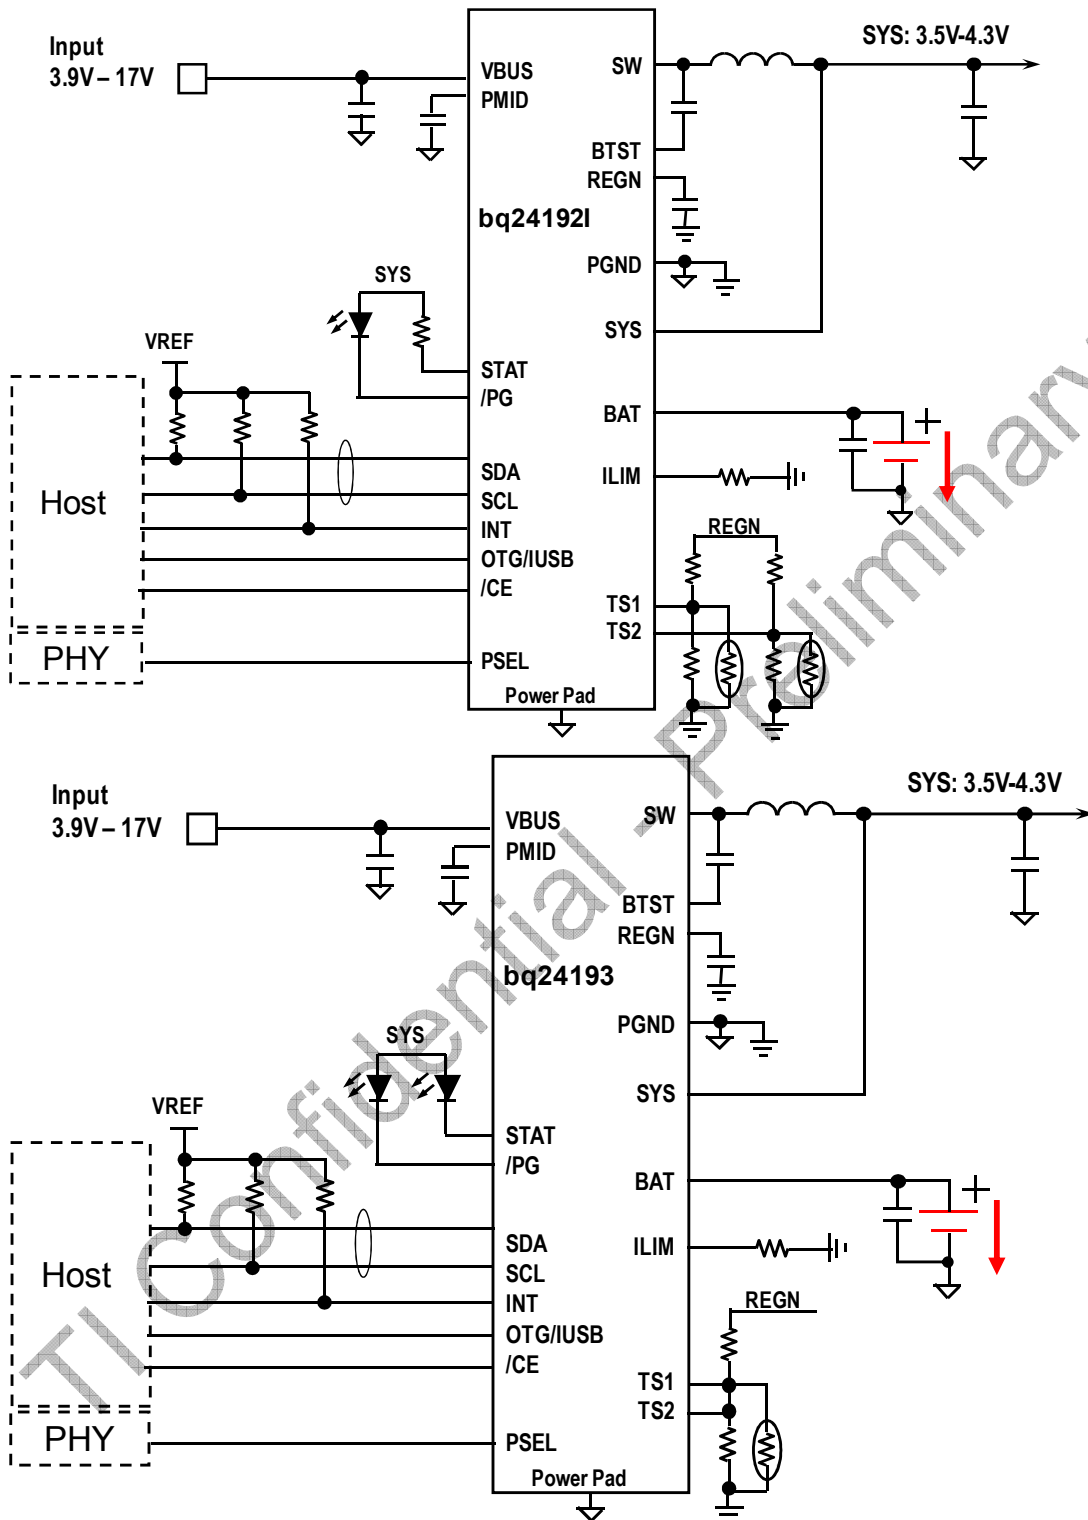 Input
3.9V – 17V
SYS: 3.5V-4.3V
VBUS
PMID
SW
BTST
REGN
bq24192I
PGND
SYS
SYS
VREF
STAT
/PG
BAT
+
ILIM
SDA
SCL
INT
OTG/IUSB
/CE
Host
REGN
TS1
TS2
PHY
PSEL
Power Pad
Input
3.9V – 17V
SYS: 3.5V-4.3V
VBUS
PMID
SW
BTST
REGN
bq24193
PGND
SYS
SYS
VREF
STAT
/PG
BAT
+
ILIM
SDA
SCL
INT
OTG/IUSB
/CE
Host
REGN
TS1
TS2
PHY
PSEL
Power Pad
TI Confidential - Preliminary